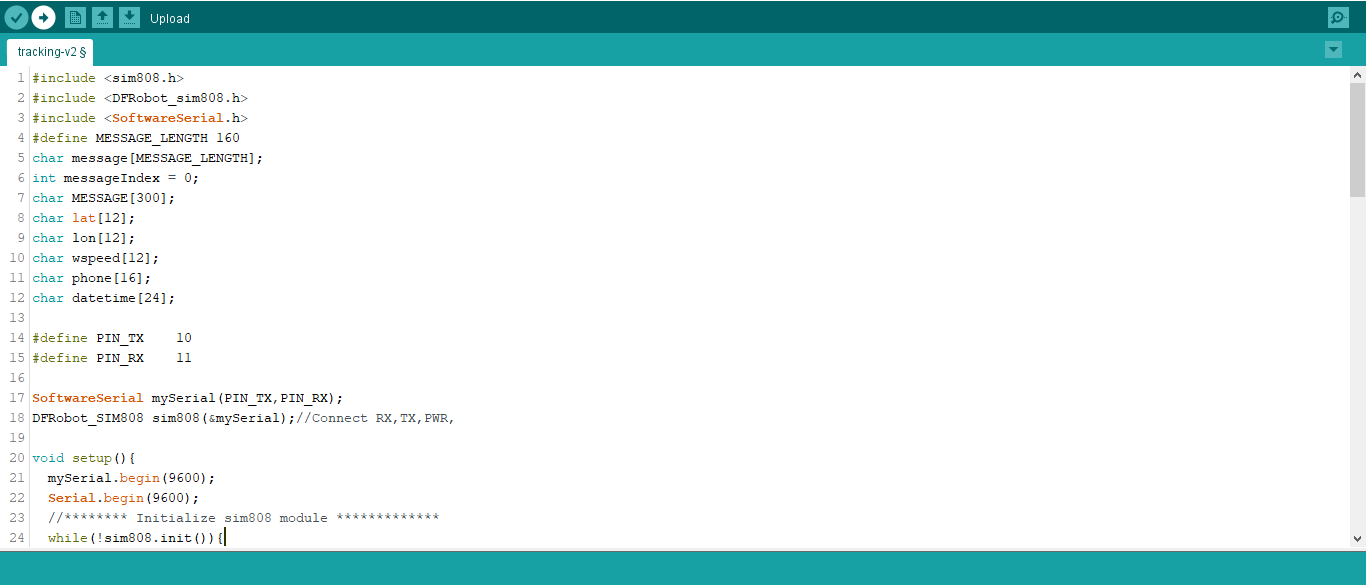 Upload
tracking-v2 §
1 #include <sim808.h>
2 #include <DFRobot_sim808.h>
3 #include <SoftwareSerial.h>
4 #define MESSAGE_LENGTH 160
5 char message[MESSAGE_LENGTH];
6 int messageIndex = 0;
7 char MESSAGE[300];
8 char lat[12];
9 char lon[12];
10 char wspeed[12];
11 char phone[16];
12 char datetime[24];
13
14 #define PIN_TX    10
15 #define PIN_RX    11
16
17 SoftwareSerial mySerial(PIN_TX,PIN_RX);
18 DFRobot_SIM808 sim808(&mySerial);//Connect RX,TX,PWR,
19
20 void setup(){
21   mySerial.begin(9600);
22   Serial.begin(9600);
23   //******** Initialize sim808 module *************
24   while(!sim808.init()){